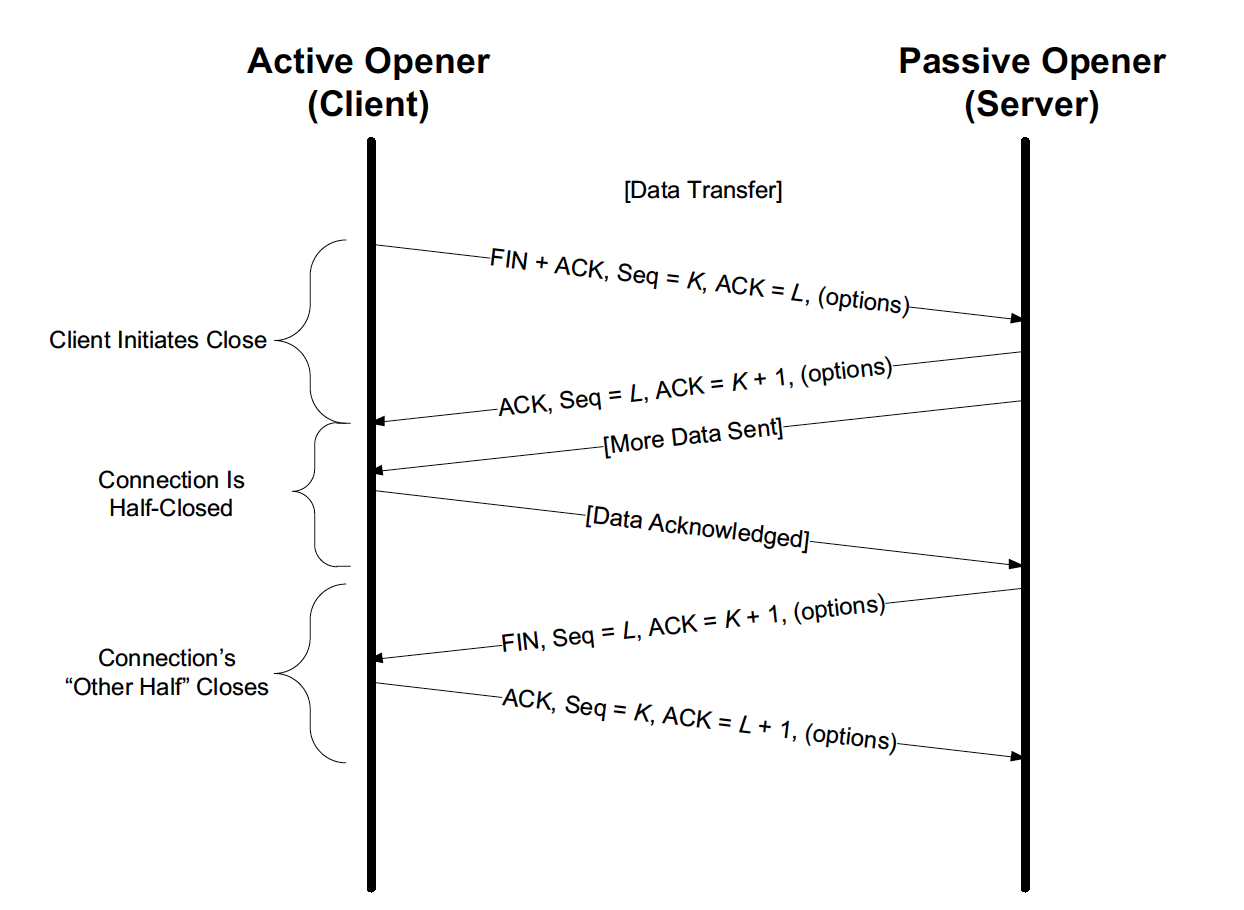 Active Opener
(Client)
Passive Opener
(Server)
[Data Transfer]
FIN + ACK, Seq = K, ACK = L, (options)
Client Initiates Close
ACK, Seq = L, ACK = K + 1, (options)
[More Data Sent]
Connection Is
Half-Closed
[Data Acknowledged]
FIN, Seq = L, ACK = K + 1, (options)
Connection’s
“Other Half” Closes
ACK, Seq = K, ACK = L + 1, (options)